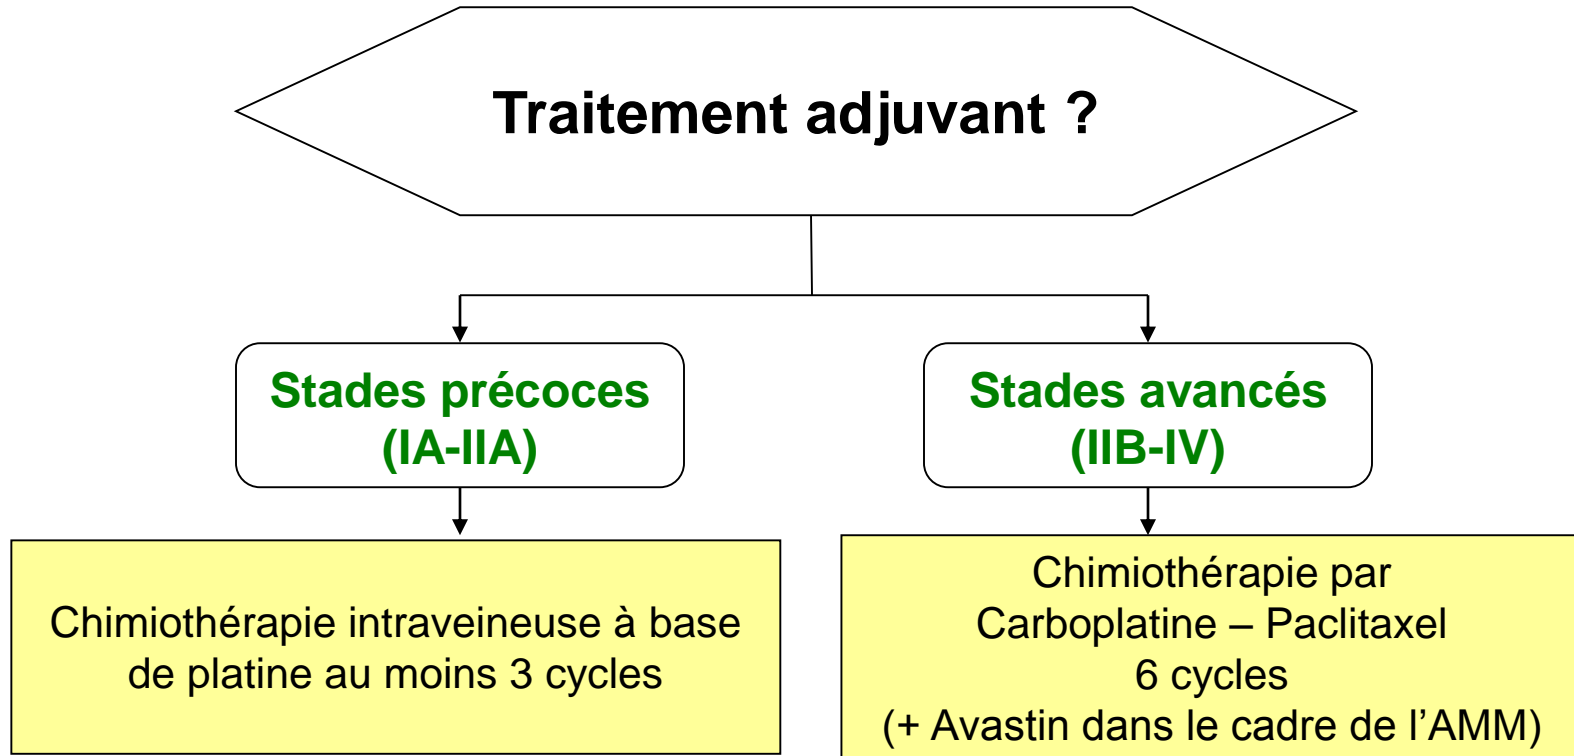 Traitement adjuvant ?
Stades précoces
(IA-IIA)
Stades avancés
(IIB-IV)
Chimiothérapie intraveineuse à base
de platine au moins 3 cycles
Chimiothérapie par
Carboplatine – Paclitaxel
6 cycles
(+ Avastin dans le cadre de l’AMM)